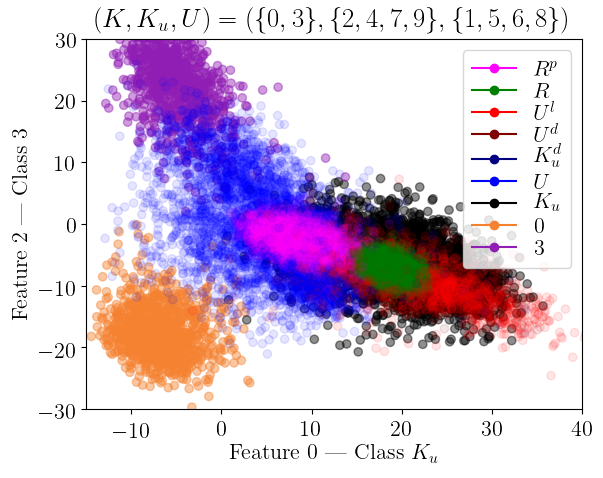 (K, K_u, U) = ({0, 3}, {2, 4, 7, 9}, {1, 5, 6, 8})
30
20
10
0
−10
−20
−30
Feature 2 — Class 3
R^p
R
U^l
U^d
K_u^d
U
K_u
0
3
−10 0 10 20 30 40
Feature 0 — Class K_u